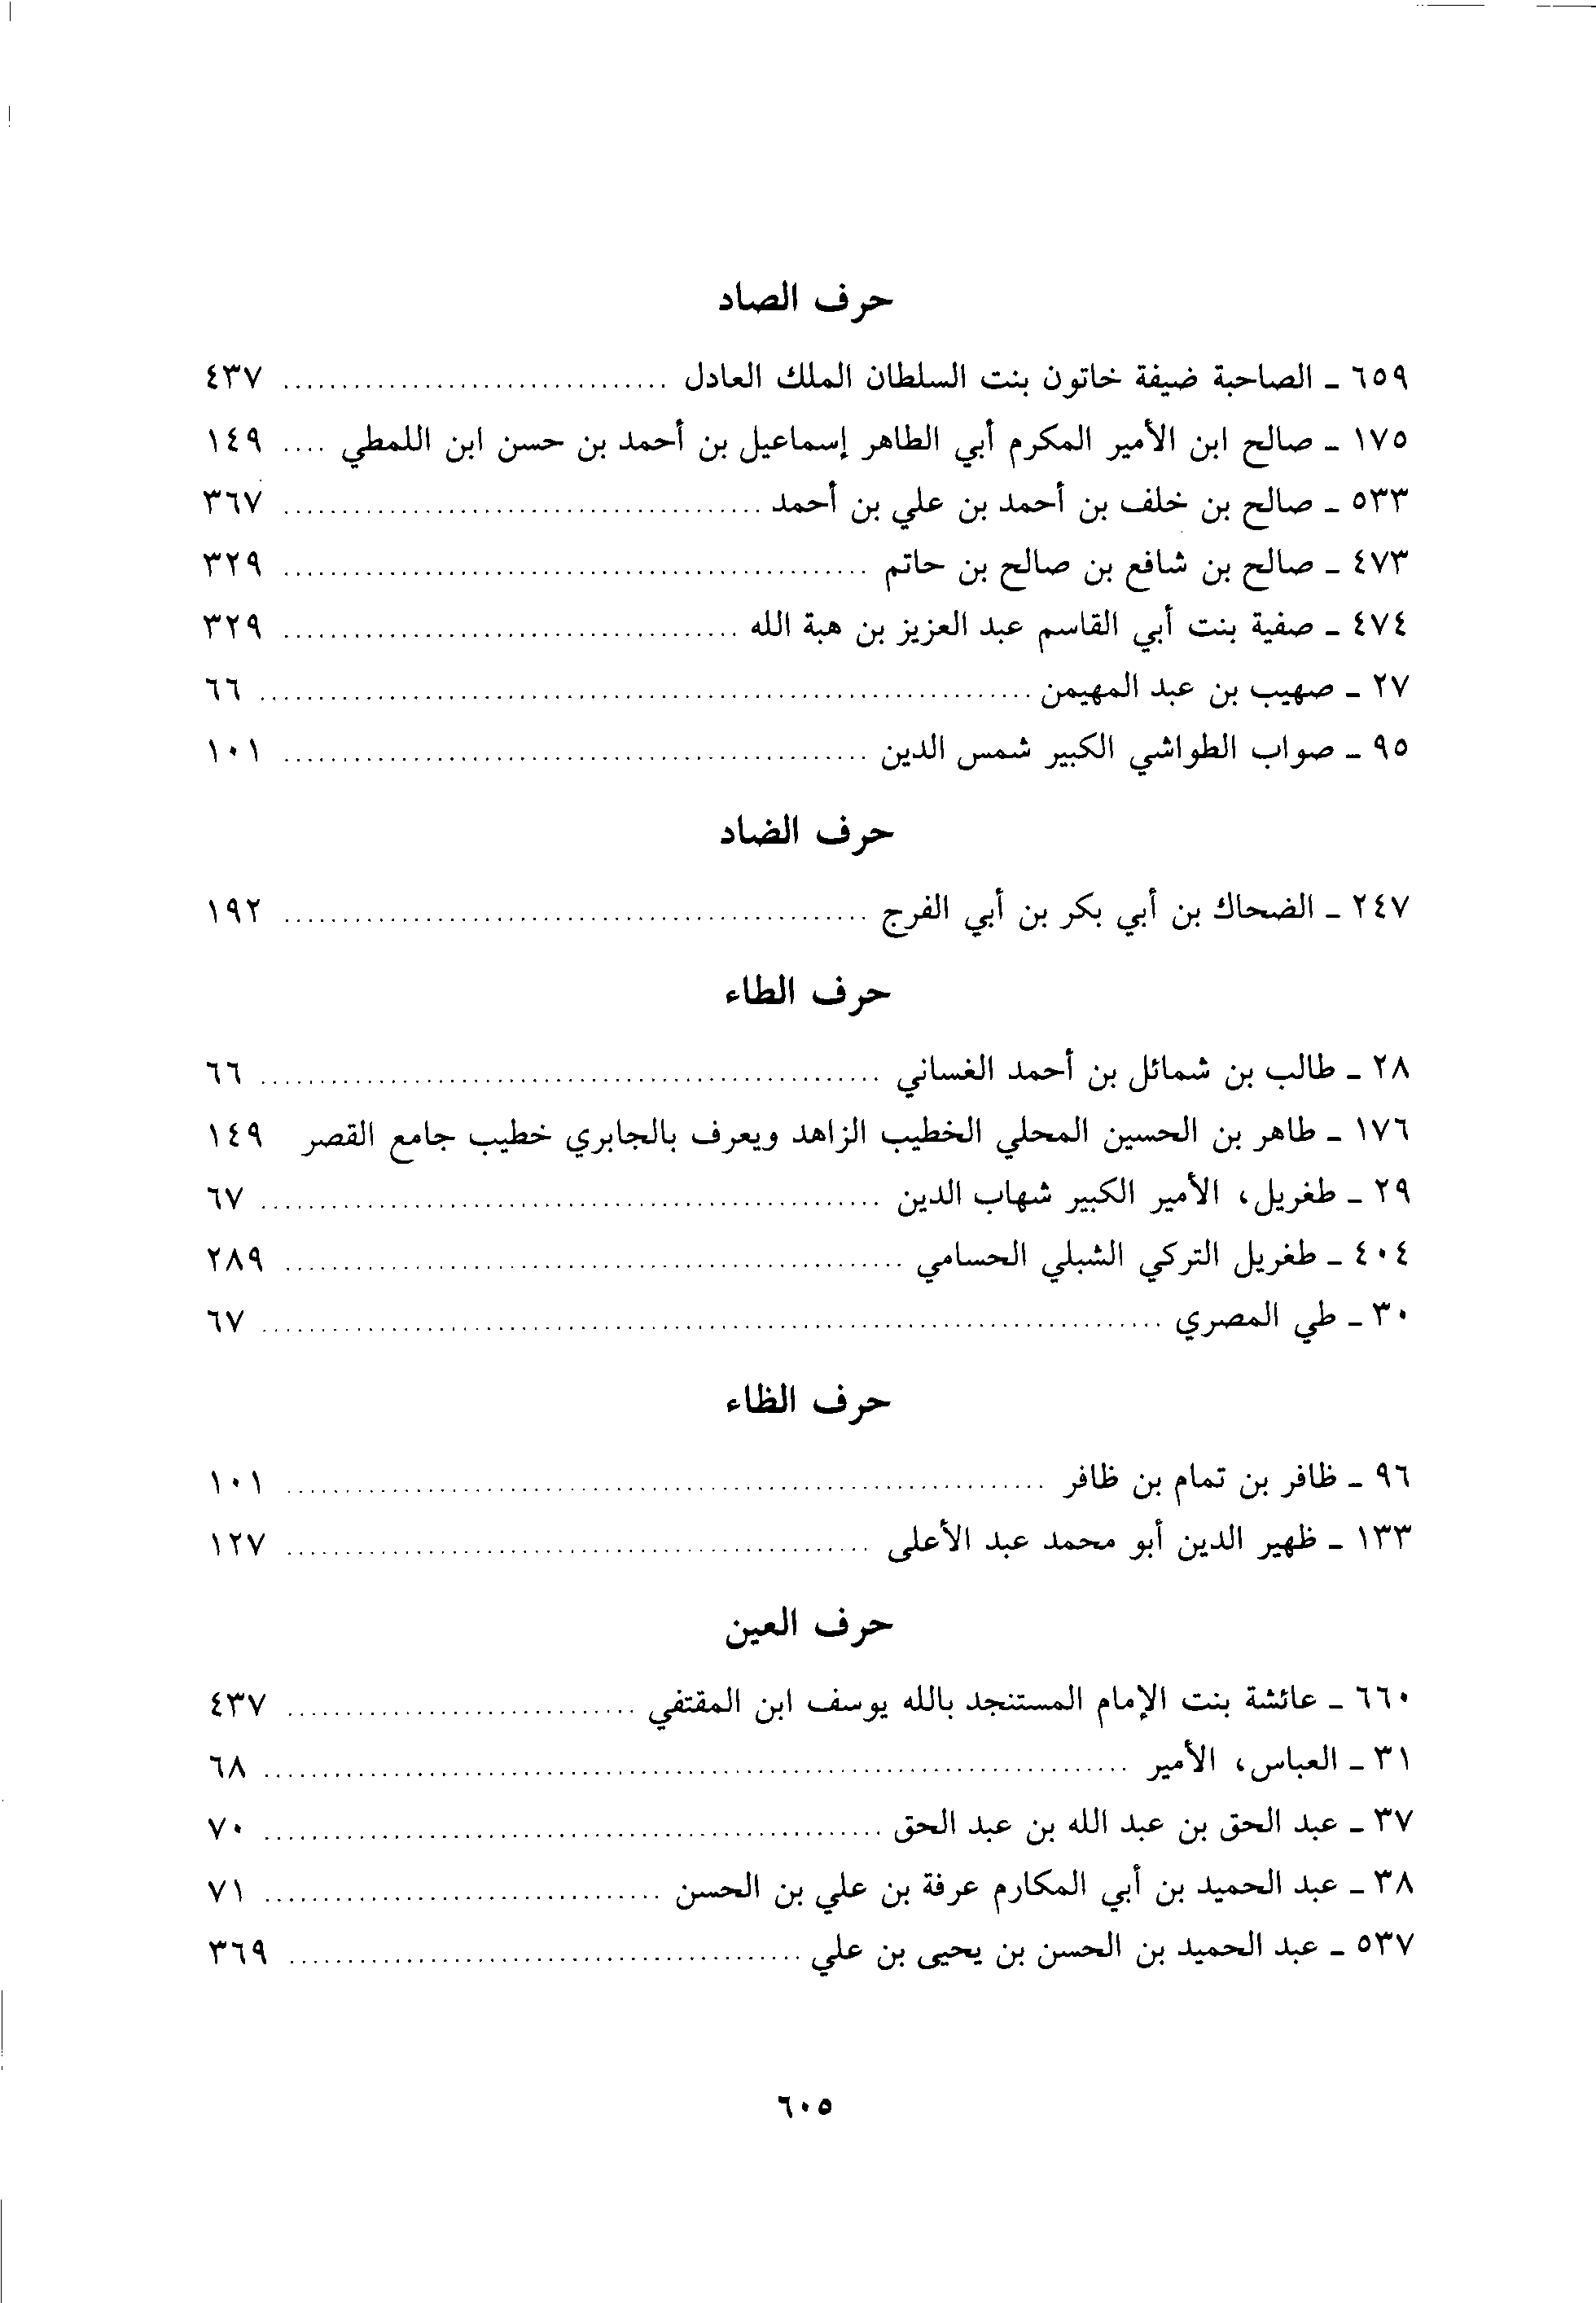 حرف الصاد
٦٥٩ - الصاحبة ضيفة خاتون بنت السلطان الملك العادل ................................ ٤٣٧
١٧٥ - صالح ابن الأمير المكرم أبي الطاهر إسماعيل بن أحمد بن حسن ابن اللمطي .... ١٤٩
٥٣٣ - صالح بن خلف بن أحمد بن علي بن أحمد ........................................ ٣٦٧
٤٧٣ - صالح بن شافع بن صالح بن حاتم ................................................ ٣٢٩
٤٧٤ - صفية بنت أبي القاسم عبد العزيز بن هبة الله ...................................... ٣٢٩
٢٧ - صهيب بن عبد المهيمن ................................................................ ٦٦
٩٥ - صواب الطواشي الكبير شمس الدين ................................................ ١٠١
حرف الضاد
٢٤٧ - الضحاك بن أبي بكر بن أبي الفرج ................................................ ١٩٢
حرف الطاء
٢٨ - طالب بن شمائل بن أحمد الغساني .................................................... ٦٦
١٧٦ - طاهر بن الحسين المحلي الخطيب الزاهد ويعرف بالجابري خطيب جامع القصر ١٤٩
٢٩ - طغريل، الأمير الكبير شهاب الدين .................................................... ٦٧
٤٠٤ - طغريل التركي الشبلي الحسامي .................................................... ٢٨٩
٣٠ - طي المصري ............................................................................ ٦٧
حرف الظاء
٩٦ - ظافر بن تمام بن ظافر ................................................................ ١٠١
١٣٣ - ظهير الدين أبو محمد عبد الأعلى ................................................ ١٢٧
حرف العين
٦٦٠ - عائشة بنت الإمام المستنجد بالله يوسف ابن المقتفي .............................. ٤٣٧
٣١ - العباس، الأمير ........................................................................ ٦٨
٣٧ - عبد الحق بن عبد الله بن عبد الحق .................................................... ٧٠
٣٨ - عبد الحميد بن أبي المكارم عرفة بن علي بن الحسن .................................. ٧١
٥٣٧ - عبد الحميد بن الحسن بن يحيى بن علي ............................................ ٣٦٩
٦٠٥